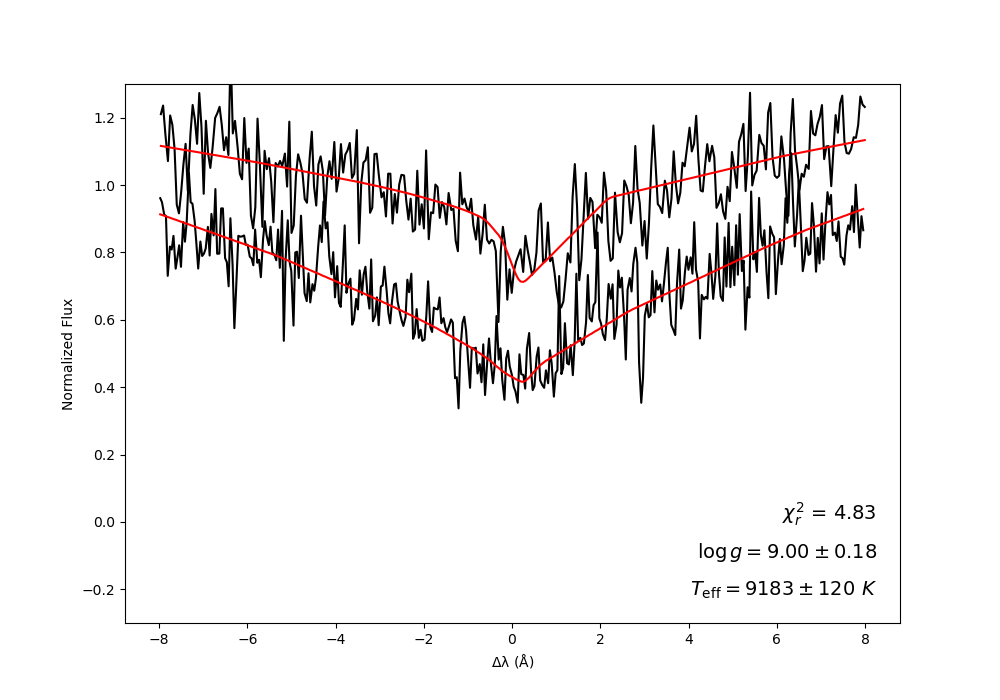 1.2
1.0
0.8
0.6
0.4
0.2
0.0
−0.2
Normalized Flux
χ²ᵣ = 4.83
log g = 9.00 ± 0.18
T_eff = 9183 ± 120 K
−8 −6 −4 −2 0 2 4 6 8
Δλ (Å)